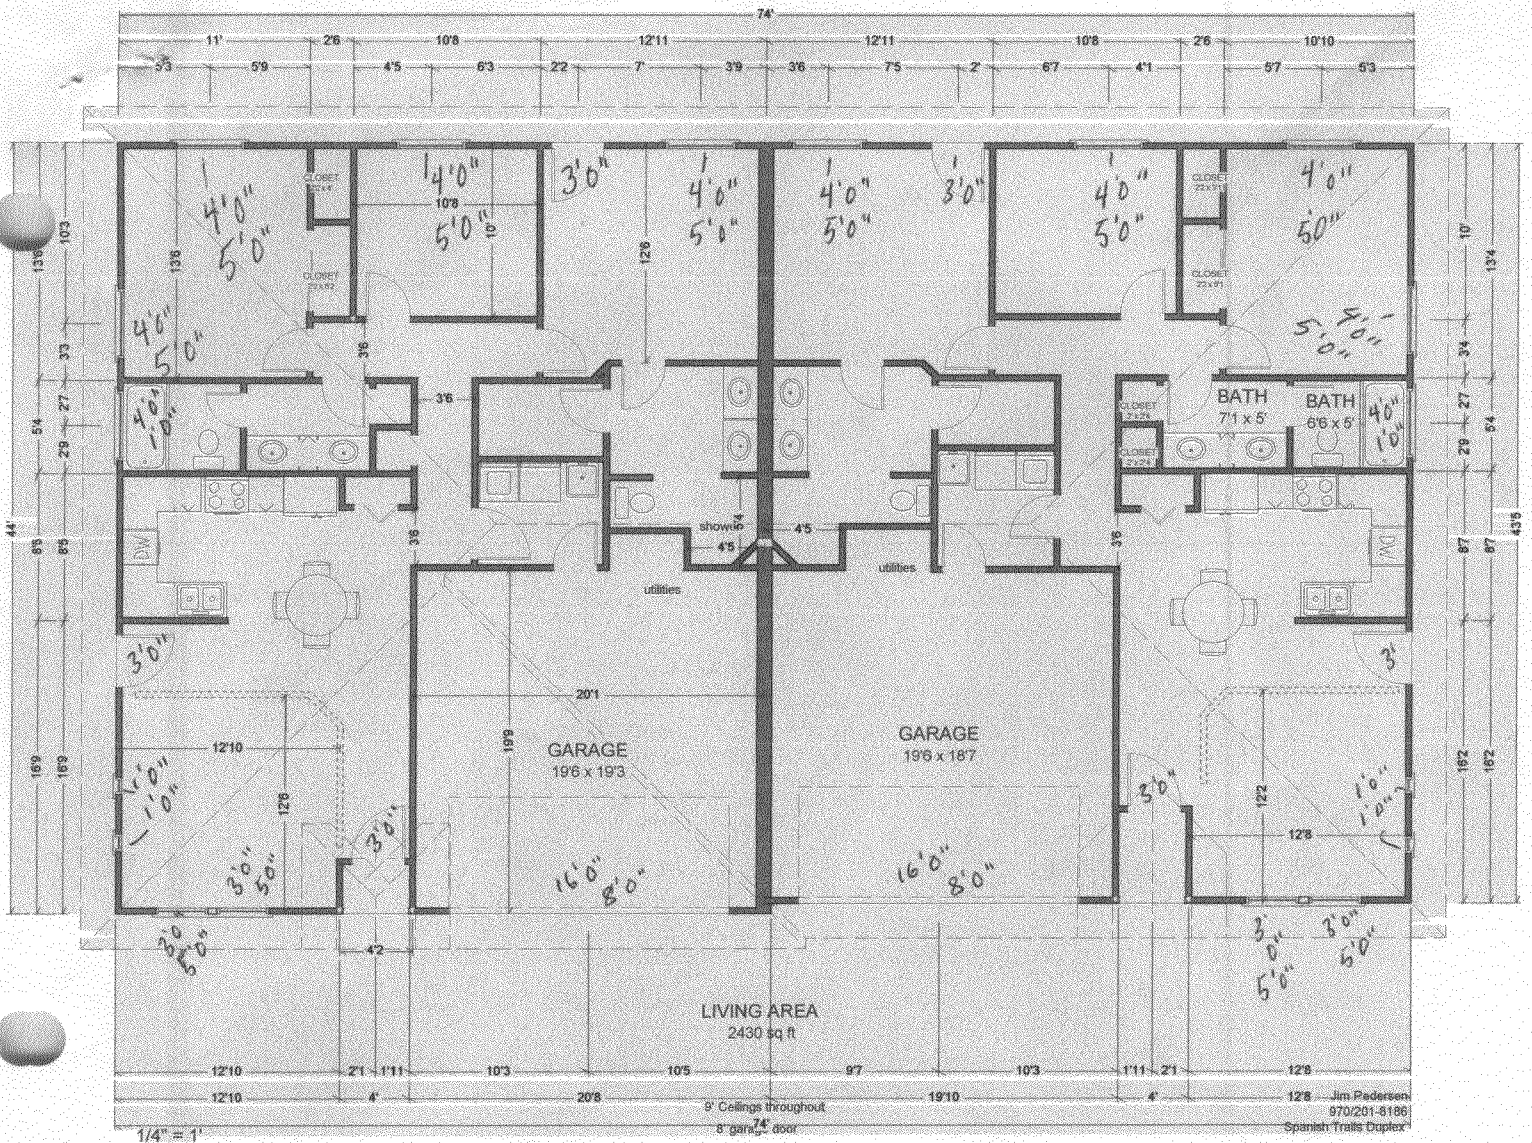 74'
11' 2'6 10'8 12'11 12'11 10'8 2'6 10'10
5'3 5'9 4'5 6'3 2'2 7' 3'9 3'6 7'5 2' 6'7 4'1 5'7 5'3
CLOSET
CLOSET
4'0" 4'0" 3'0" 4'0" 4'0" 3'0" 4'0" 4'0"
10'8
5'0" 5'0" 5'0" 5'0" 5'0" 50"
10'3 13'6 10' 12'6 10' 13'4
CLOSET
CLOSET
4'0"
5'0"
5'0"
3'3 3'6 3'4
2'7 5'4 2'9
4'0"
1'0"
3'6
CLOSET
2'x2'4
CLOSET
2'x2'4
BATH
7'1 x 5'
BATH
6'6 x 5'
4'0"
1'0"
2'7 5'4 2'9
44' 8'5 8'5 DW
3'6
shower
5'4
4'5 4'5
utilities utilities
3'6
DW 8'7 8'7 43'5
3'0" 3'
20'1
19'9
GARAGE
19'6 x 19'3
GARAGE
19'6 x 18'7
12'10
16'9 16'9 12'6
1'0"
1'0"
3'0"
3'0"
12'2 16'2 16'2
1'0"
1'0"
12'8
3'0"
50"
16'0"
8'0"
16'0"
8'0"
3'0"
5'0"
4'2
3'
0"
5'0"
3'0"
5'0"
LIVING AREA
2430 sq ft
12'10 2'1 1'11 10'3 10'5 9'7 10'3 1'11 2'1 12'8
12'10 4' 20'8 19'10 4' 12'8
9' Ceilings throughout
8' garage door
74'
Jim Pedersen
970/201-8186
Spanish Trails Duplex
1/4" = 1'